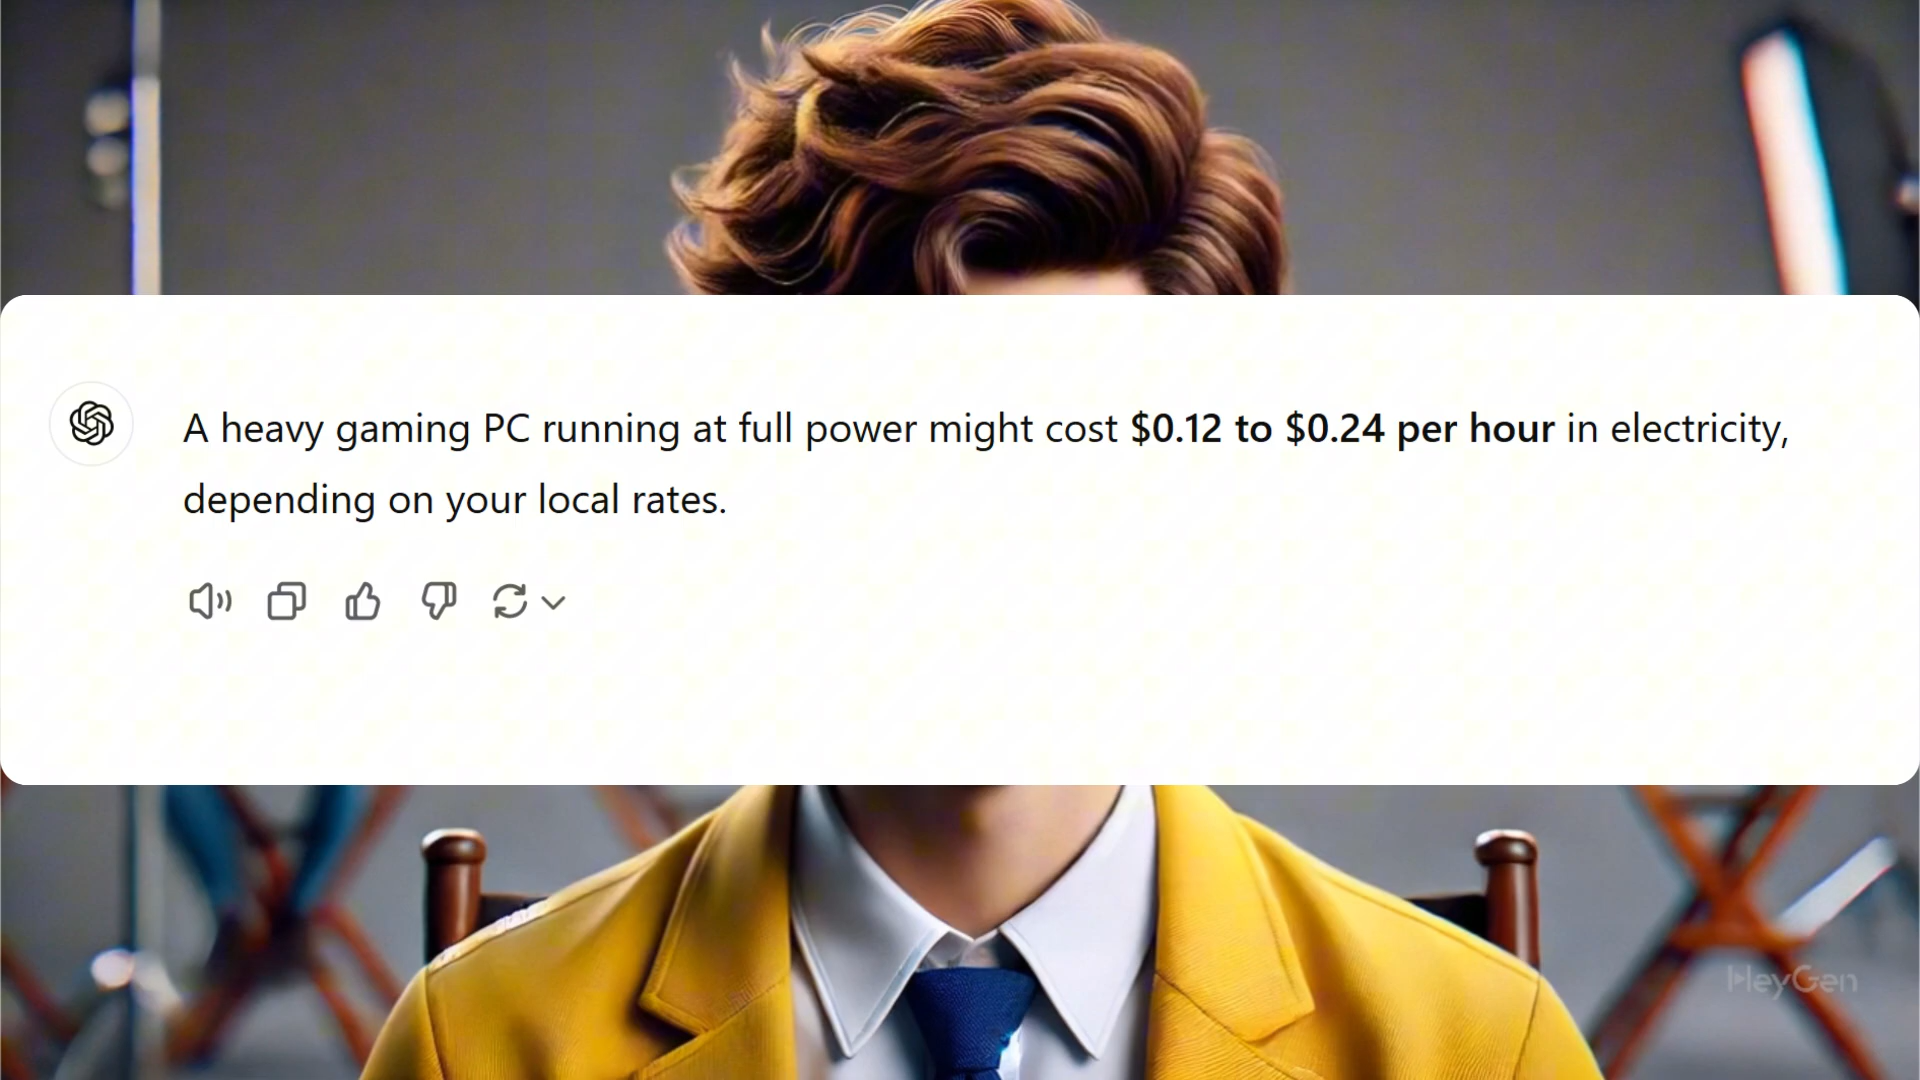 A heavy gaming PC running at full power might cost $0.12 to $0.24 per hour in electricity,
depending on your local rates.
HeyGen